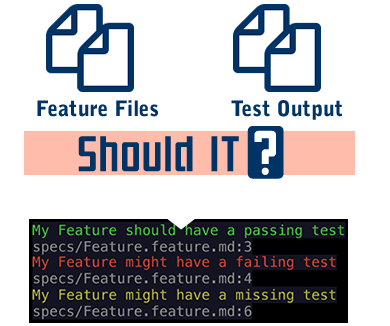 Feature Files
Test Output
Should IT ?
My Feature should have a passing test
specs/Feature.feature.md:3
My Feature might have a failing test
specs/Feature.feature.md:4
My Feature might have a missing test
specs/Feature.feature.md:6